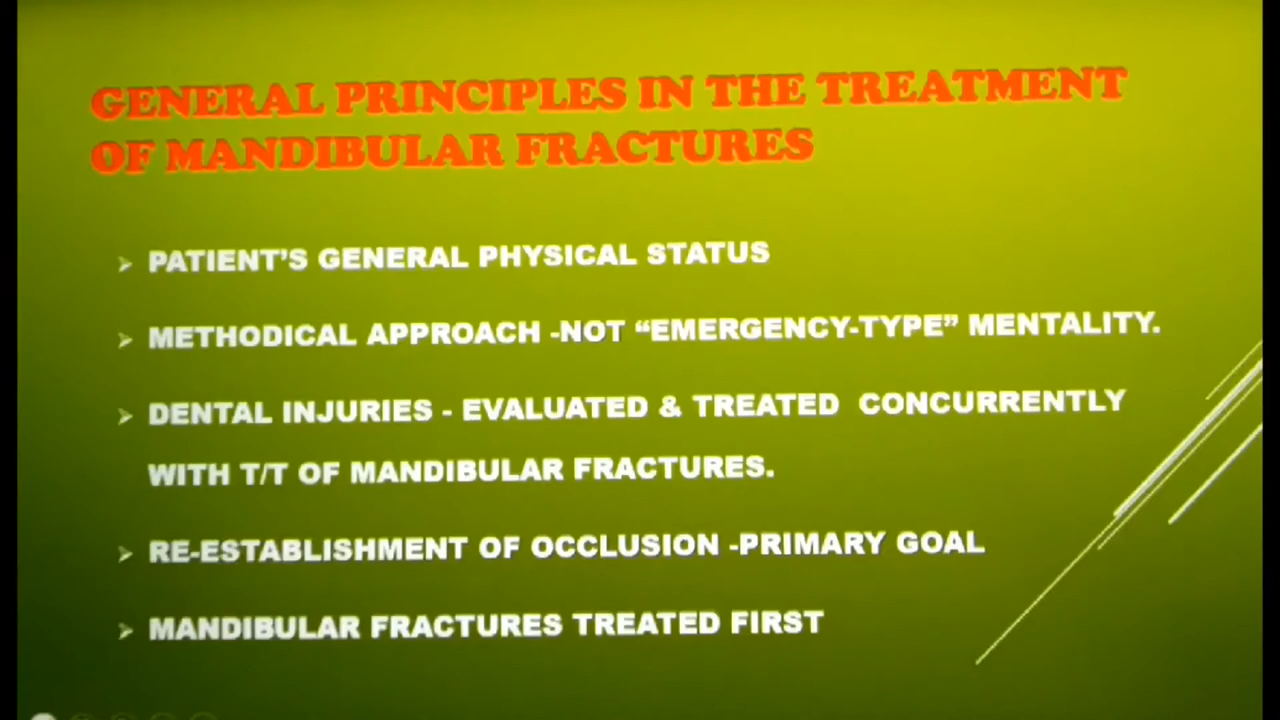 GENERAL PRINCIPLES IN THE TREATMENT
OF MANDIBULAR FRACTURES
PATIENT’S GENERAL PHYSICAL STATUS
METHODICAL APPROACH -NOT “EMERGENCY-TYPE” MENTALITY.
DENTAL INJURIES - EVALUATED & TREATED CONCURRENTLY
WITH T/T OF MANDIBULAR FRACTURES.
RE-ESTABLISHMENT OF OCCLUSION -PRIMARY GOAL
MANDIBULAR FRACTURES TREATED FIRST